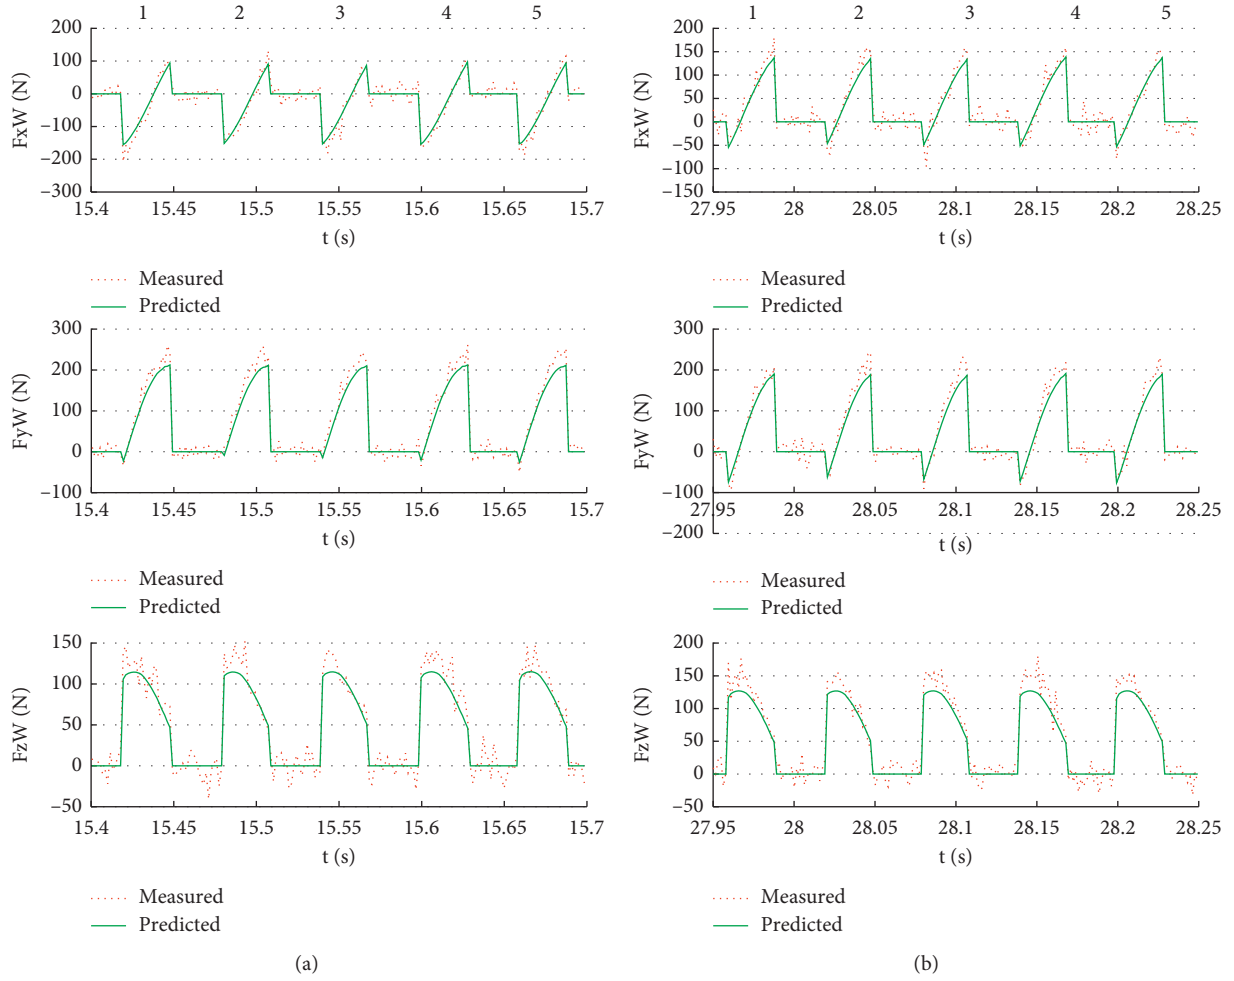 1 2 3 4 5
200
100
0
−100
−200
−300
FxW (N)
15.4 15.45 15.5 15.55 15.6 15.65 15.7
t (s)
Measured
Predicted
300
200
100
0
−100
FyW (N)
15.4 15.45 15.5 15.55 15.6 15.65 15.7
t (s)
Measured
Predicted
150
100
50
0
−50
FzW (N)
15.4 15.45 15.5 15.55 15.6 15.65 15.7
t (s)
Measured
Predicted
(a)
1 2 3 4 5
200
150
100
50
0
−50
−100
−150
FxW (N)
27.95 28 28.05 28.1 28.15 28.2 28.25
t (s)
Measured
Predicted
300
200
100
0
−100
−200
FyW (N)
27.95 28 28.05 28.1 28.15 28.2 28.25
t (s)
Measured
Predicted
200
150
100
50
0
−50
FzW (N)
27.95 28 28.05 28.1 28.15 28.2 28.25
t (s)
Measured
Predicted
(b)